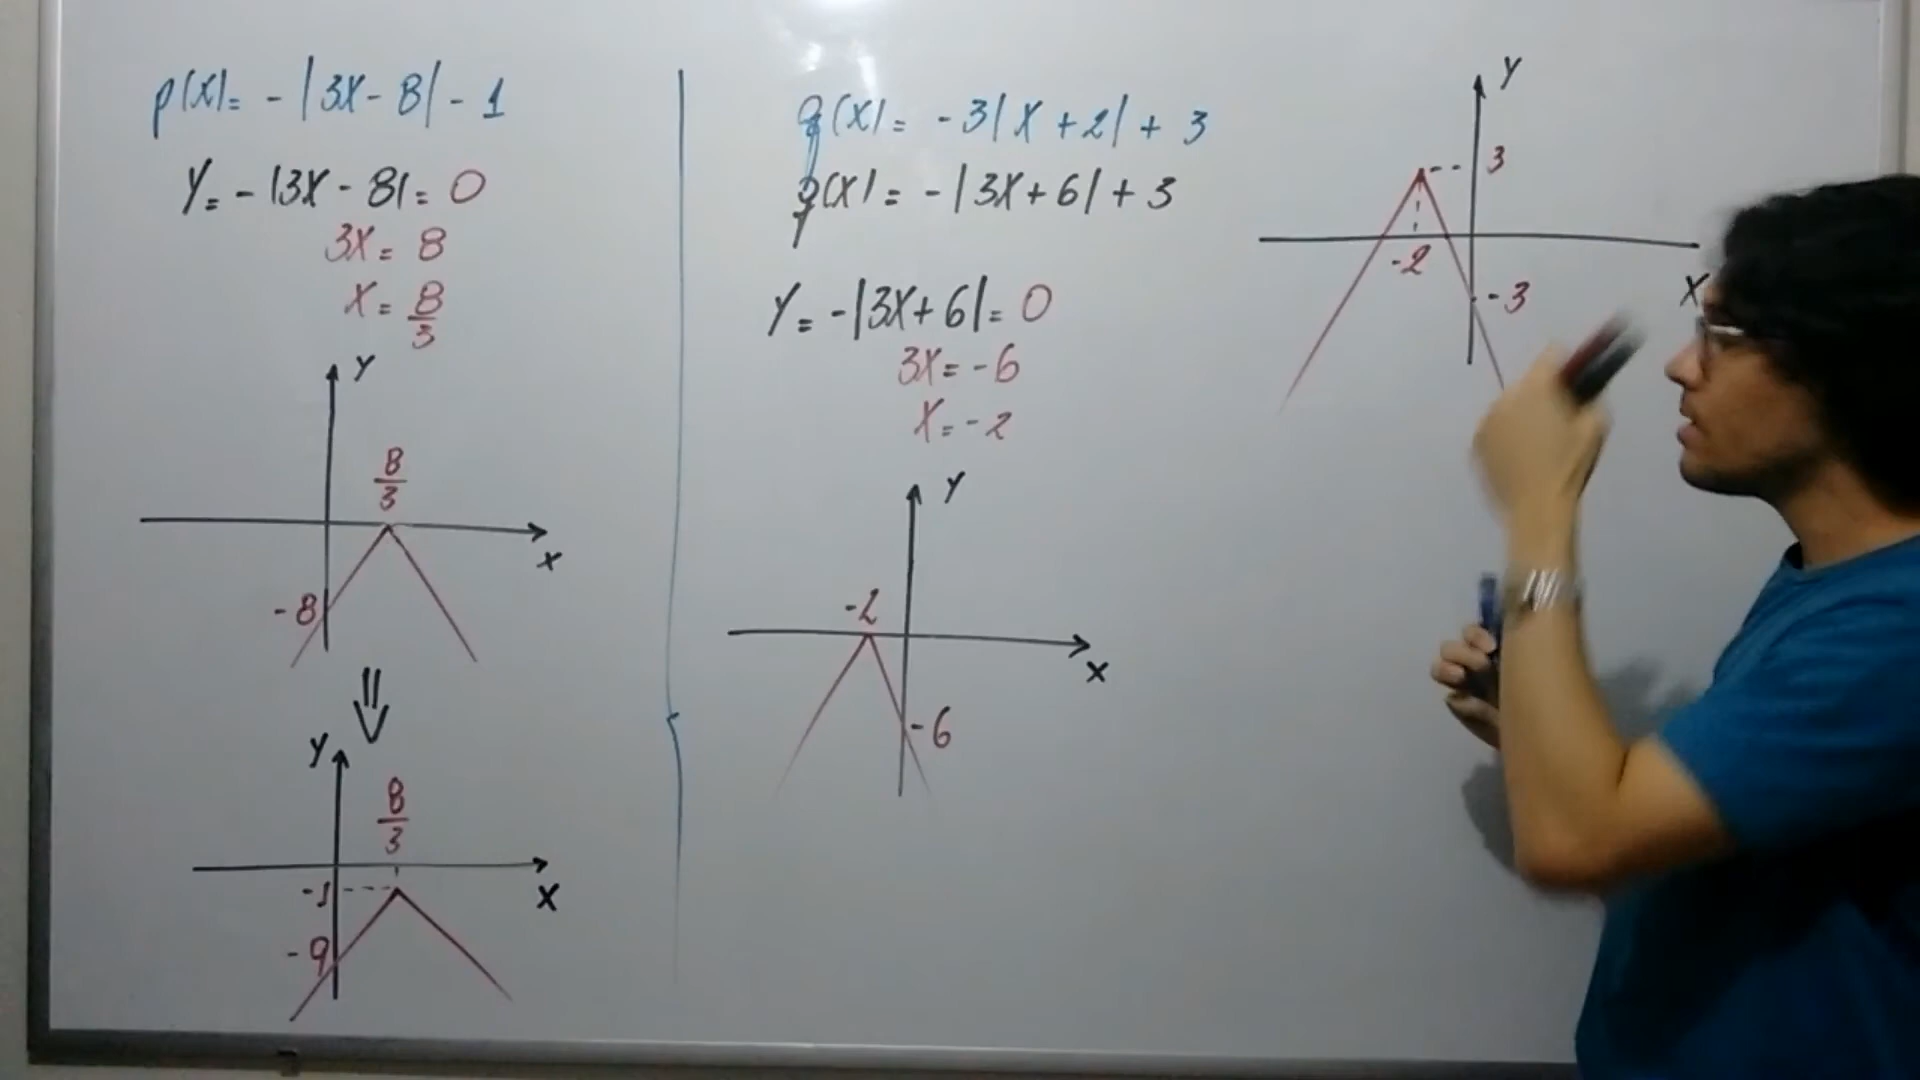 p(x)= - |3x - 8| - 1
y= - |3x - 8| = 0
3x = 8
x = 8/3
y
8/3
x
-8
y
8/3
x
-1
-9
q(x)= - 3|x + 2| + 3
q(x)= - |3x + 6| + 3
y = - |3x + 6| = 0
3x = -6
x = -2
y
-2
x
-6
y
3
-2
x
-3